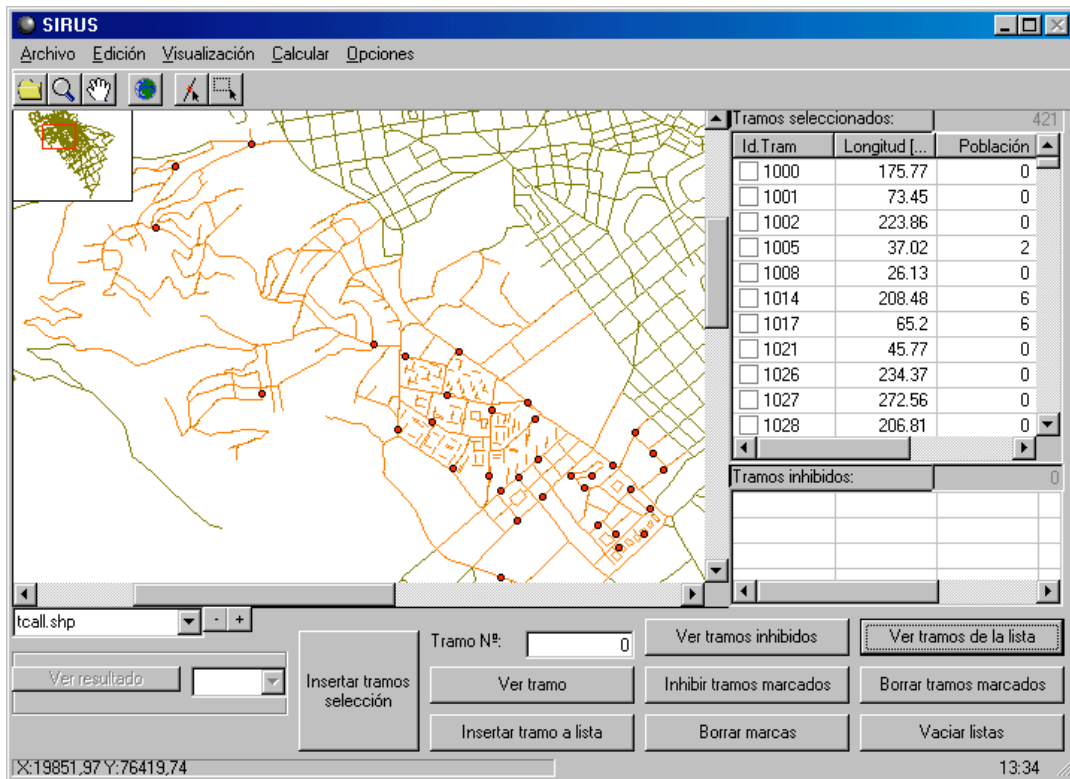 SIRUS
Archivo Edición Visualización Calcular Opciones
Tramos seleccionados: 421
Id.Tram Longitud [... Población
1000 175.77 0
1001 73.45 0
1002 223.86 0
1005 37.02 2
1008 26.13 0
1014 208.48 6
1017 65.2 6
1021 45.77 0
1026 234.37 0
1027 272.56 0
1028 206.81 0
Tramos inhibidos: 0
tcall.shp - +
Ver resultado
Insertar tramos selección
Tramo Nº: 0
Ver tramo
Insertar tramo a lista
Ver tramos inhibidos
Inhibir tramos marcados
Borrar marcas
Ver tramos de la lista
Borrar tramos marcados
Vaciar listas
X:19851,97 Y:76419,74 13:34